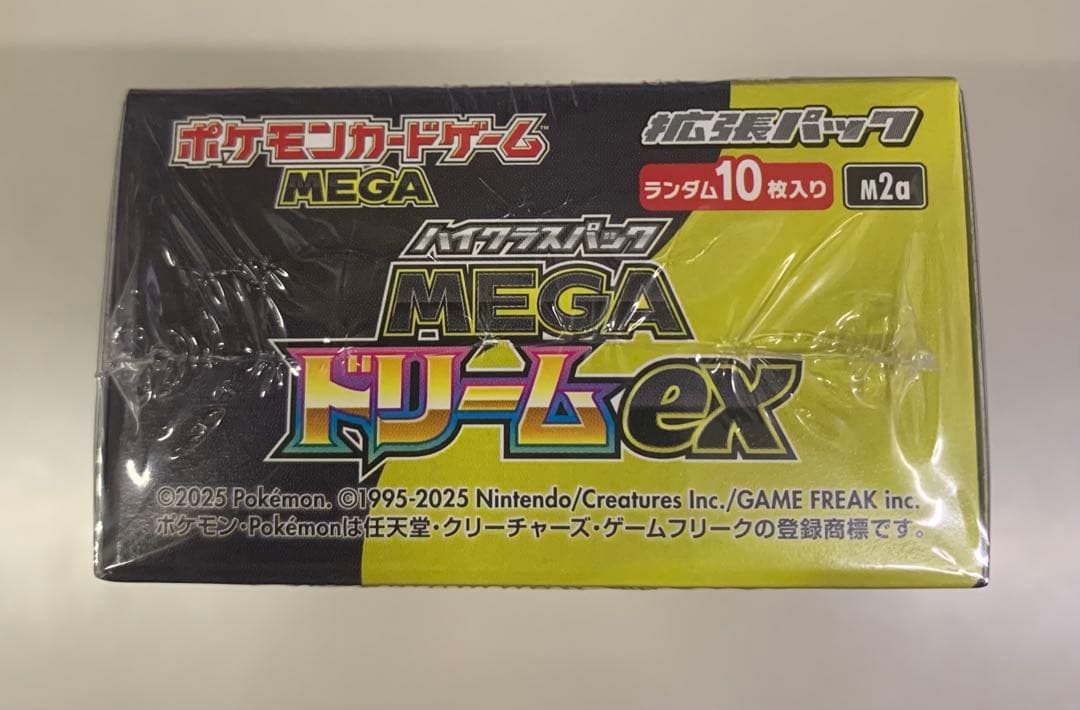 ポケモンカードゲーム™
MEGA
拡張パック
ランダム10枚入り M2a
ハイクラスパック
MEGA
ドリームex
©2025 Pokémon. ©1995-2025 Nintendo/Creatures Inc./GAME FREAK inc.
ポケモン・Pokémonは任天堂・クリーチャーズ・ゲームフリークの登録商標です。